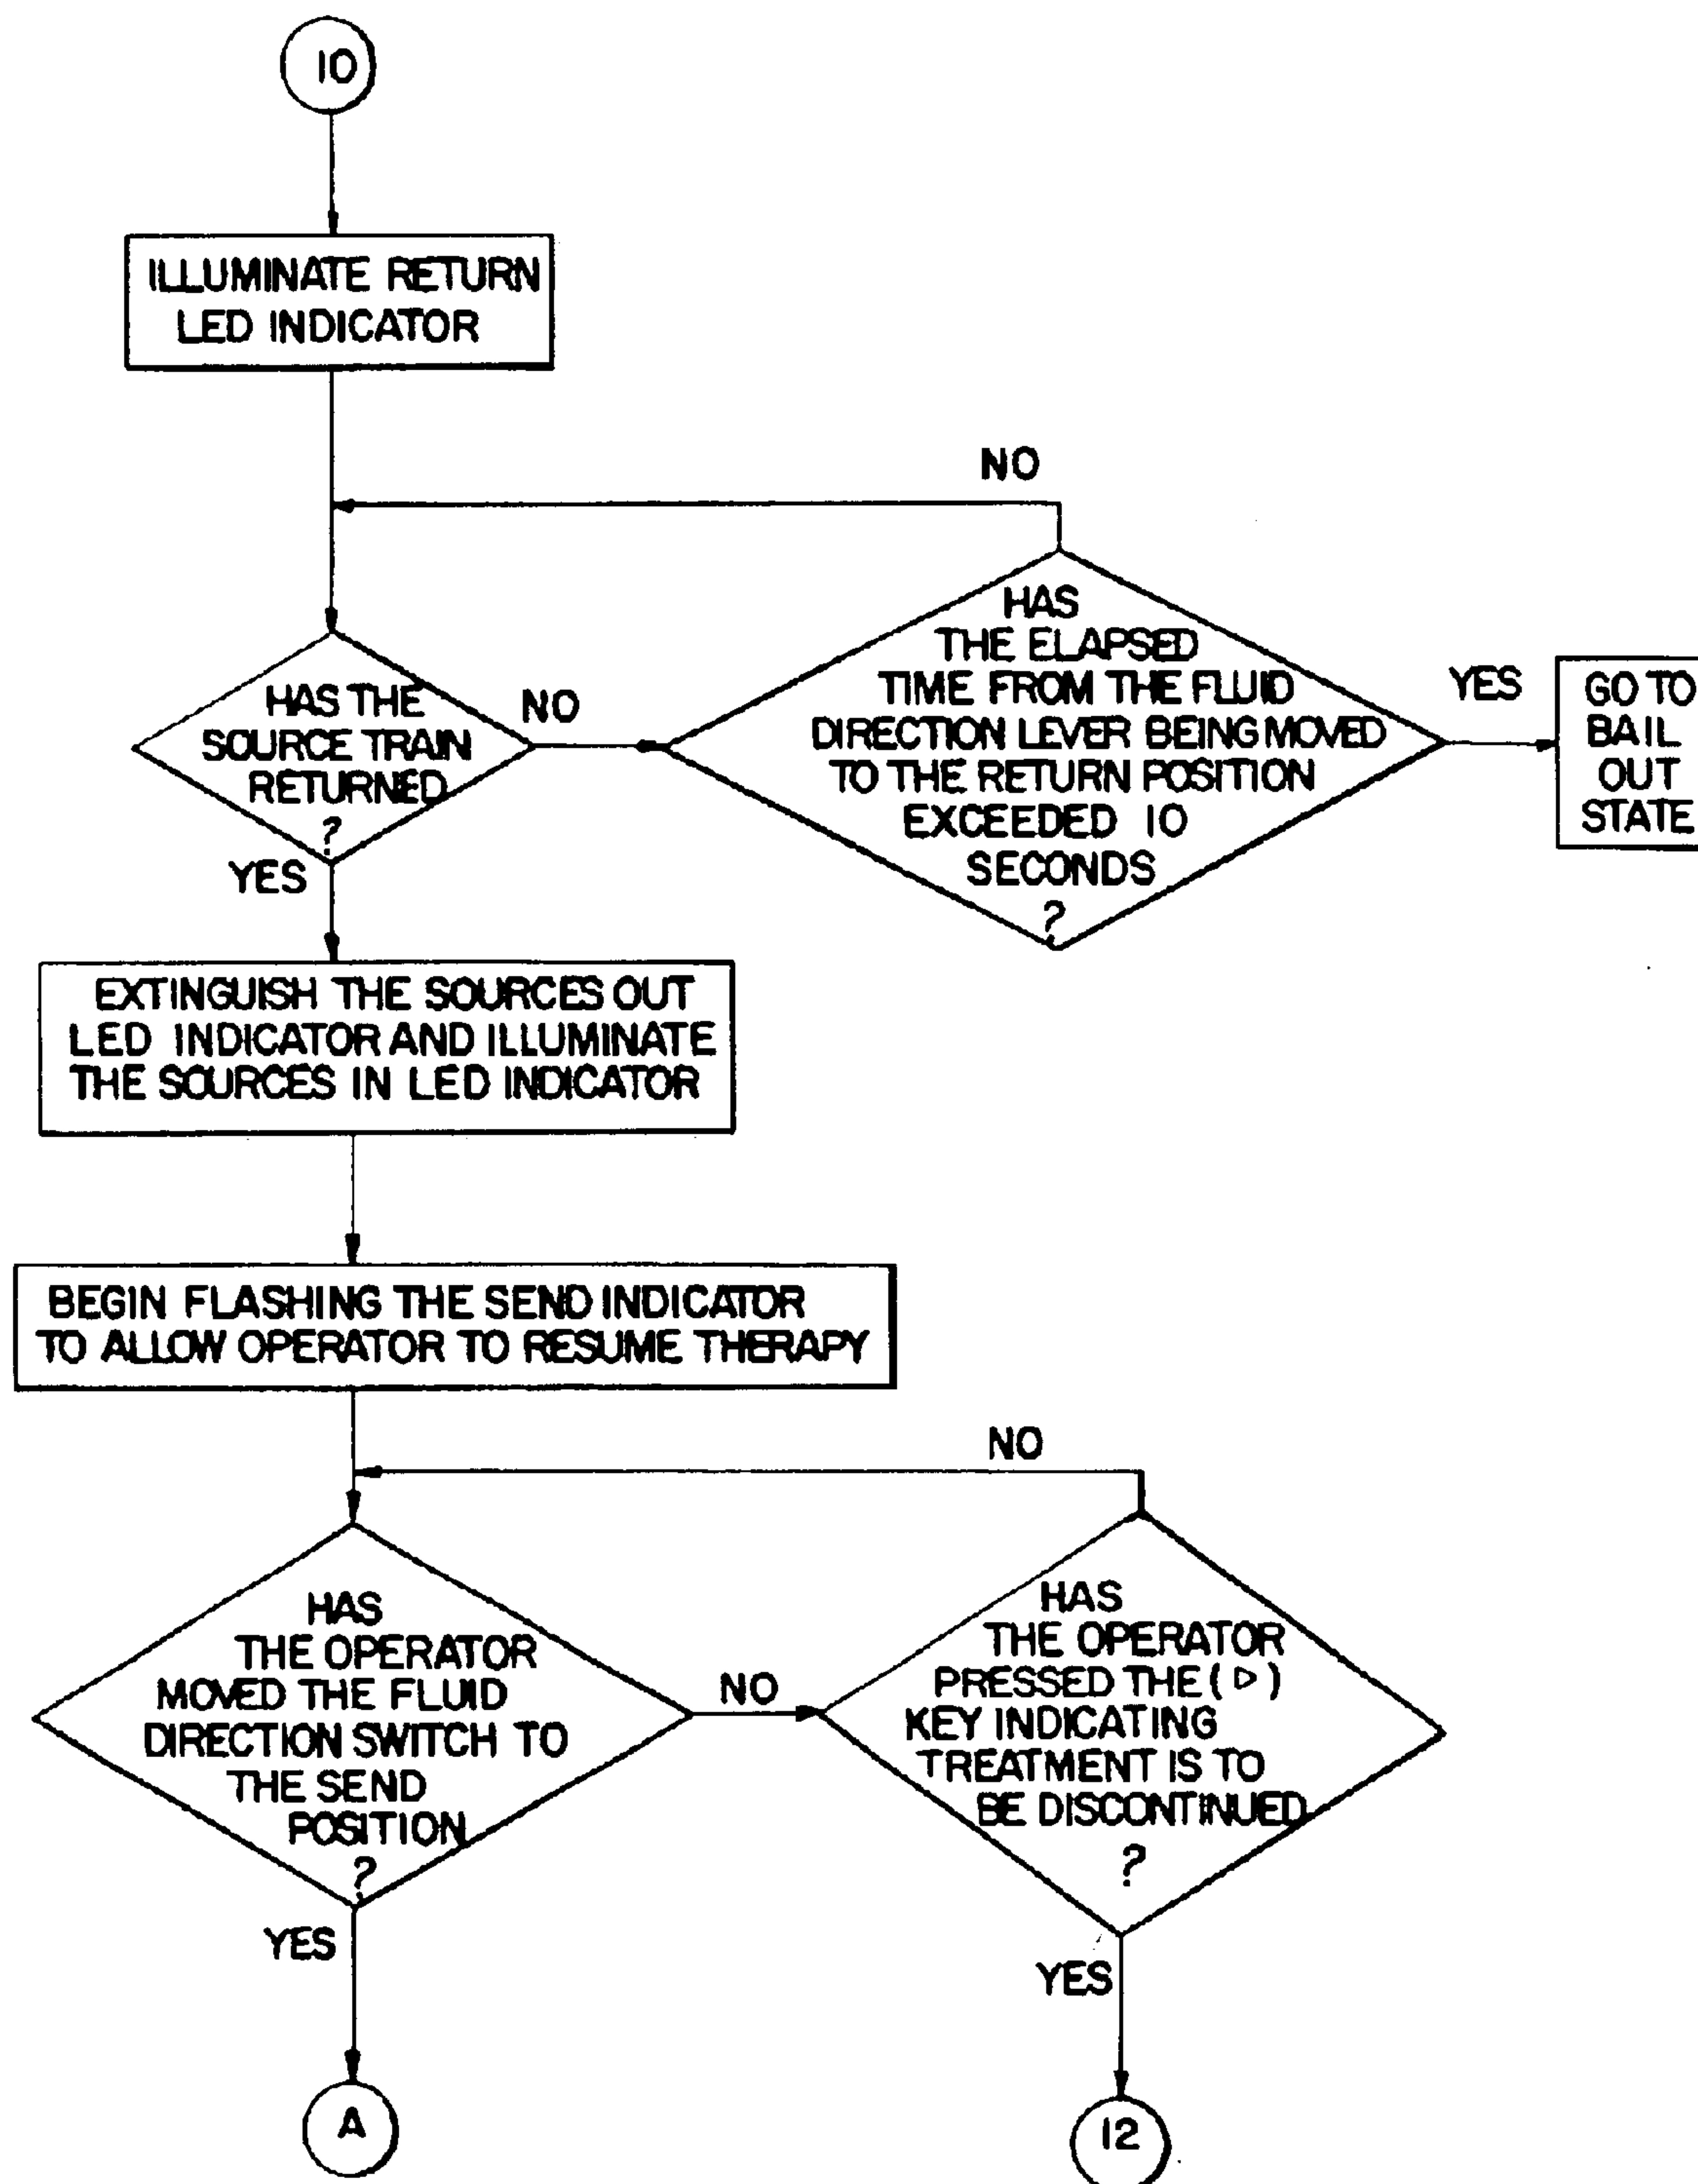 10
ILLUMINATE RETURN
LED INDICATOR
NO
HAS THE
SOURCE TRAIN
RETURNED
?
NO
YES
HAS
THE ELAPSED
TIME FROM THE FLUID
DIRECTION LEVER BEING MOVED
TO THE RETURN POSITION
EXCEEDED 10
SECONDS
?
YES
GO TO
BAIL
OUT
STATE
EXTINGUISH THE SOURCES OUT
LED INDICATOR AND ILLUMINATE
THE SOURCES IN LED INDICATOR
BEGIN FLASHING THE SEND INDICATOR
TO ALLOW OPERATOR TO RESUME THERAPY
NO
HAS
THE OPERATOR
MOVED THE FLUID
DIRECTION SWITCH TO
THE SEND
POSITION
?
NO
YES
HAS
THE OPERATOR
PRESSED THE (▷)
KEY INDICATING
TREATMENT IS TO
BE DISCONTINUED
?
YES
A
12